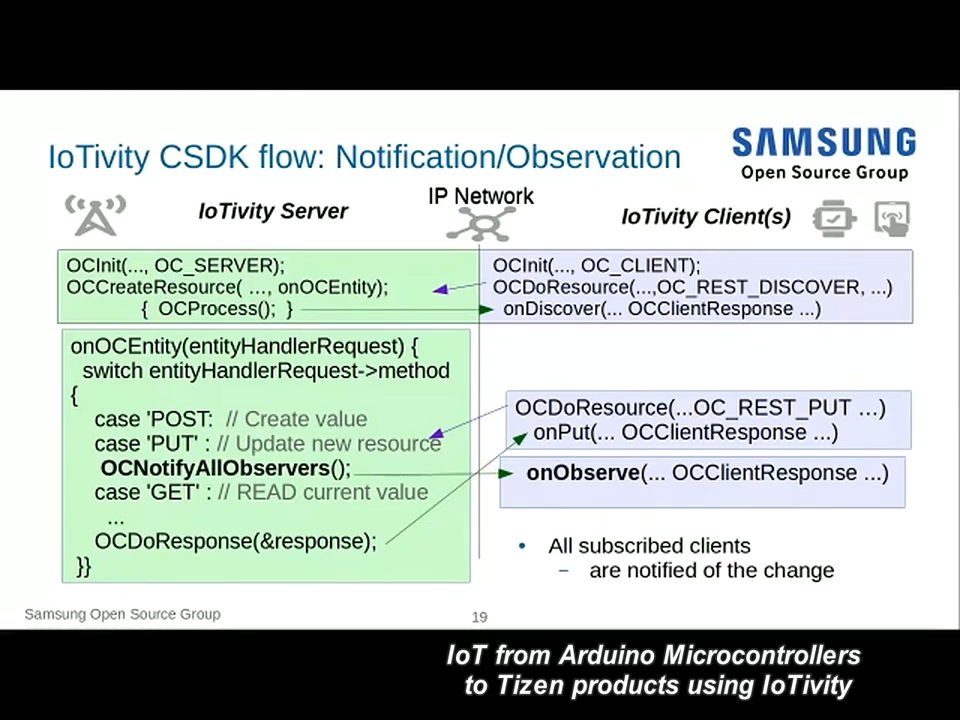 IoTivity CSDK flow: Notification/Observation
SAMSUNG
Open Source Group
IP Network
IoTivity Server
IoTivity Client(s)
OCInit(..., OC_SERVER);
OCCreateResource( …, onOCEntity);
{ OCProcess(); }
OCInit(..., OC_CLIENT);
OCDoResource(...,OC_REST_DISCOVER, ...)
onDiscover(... OCClientResponse ...)
onOCEntity(entityHandlerRequest) {
switch entityHandlerRequest->method
{
case 'POST: // Create value
case 'PUT' : // Update new resource
OCNotifyAllObservers();
case 'GET' : // READ current value
...
OCDoResponse(&response);
}}
OCDoResource(...OC_REST_PUT …)
onPut(... OCClientResponse ...)
onObserve(... OCClientResponse ...)
• All subscribed clients
– are notified of the change
Samsung Open Source Group
19
IoT from Arduino Microcontrollers
to Tizen products using IoTivity